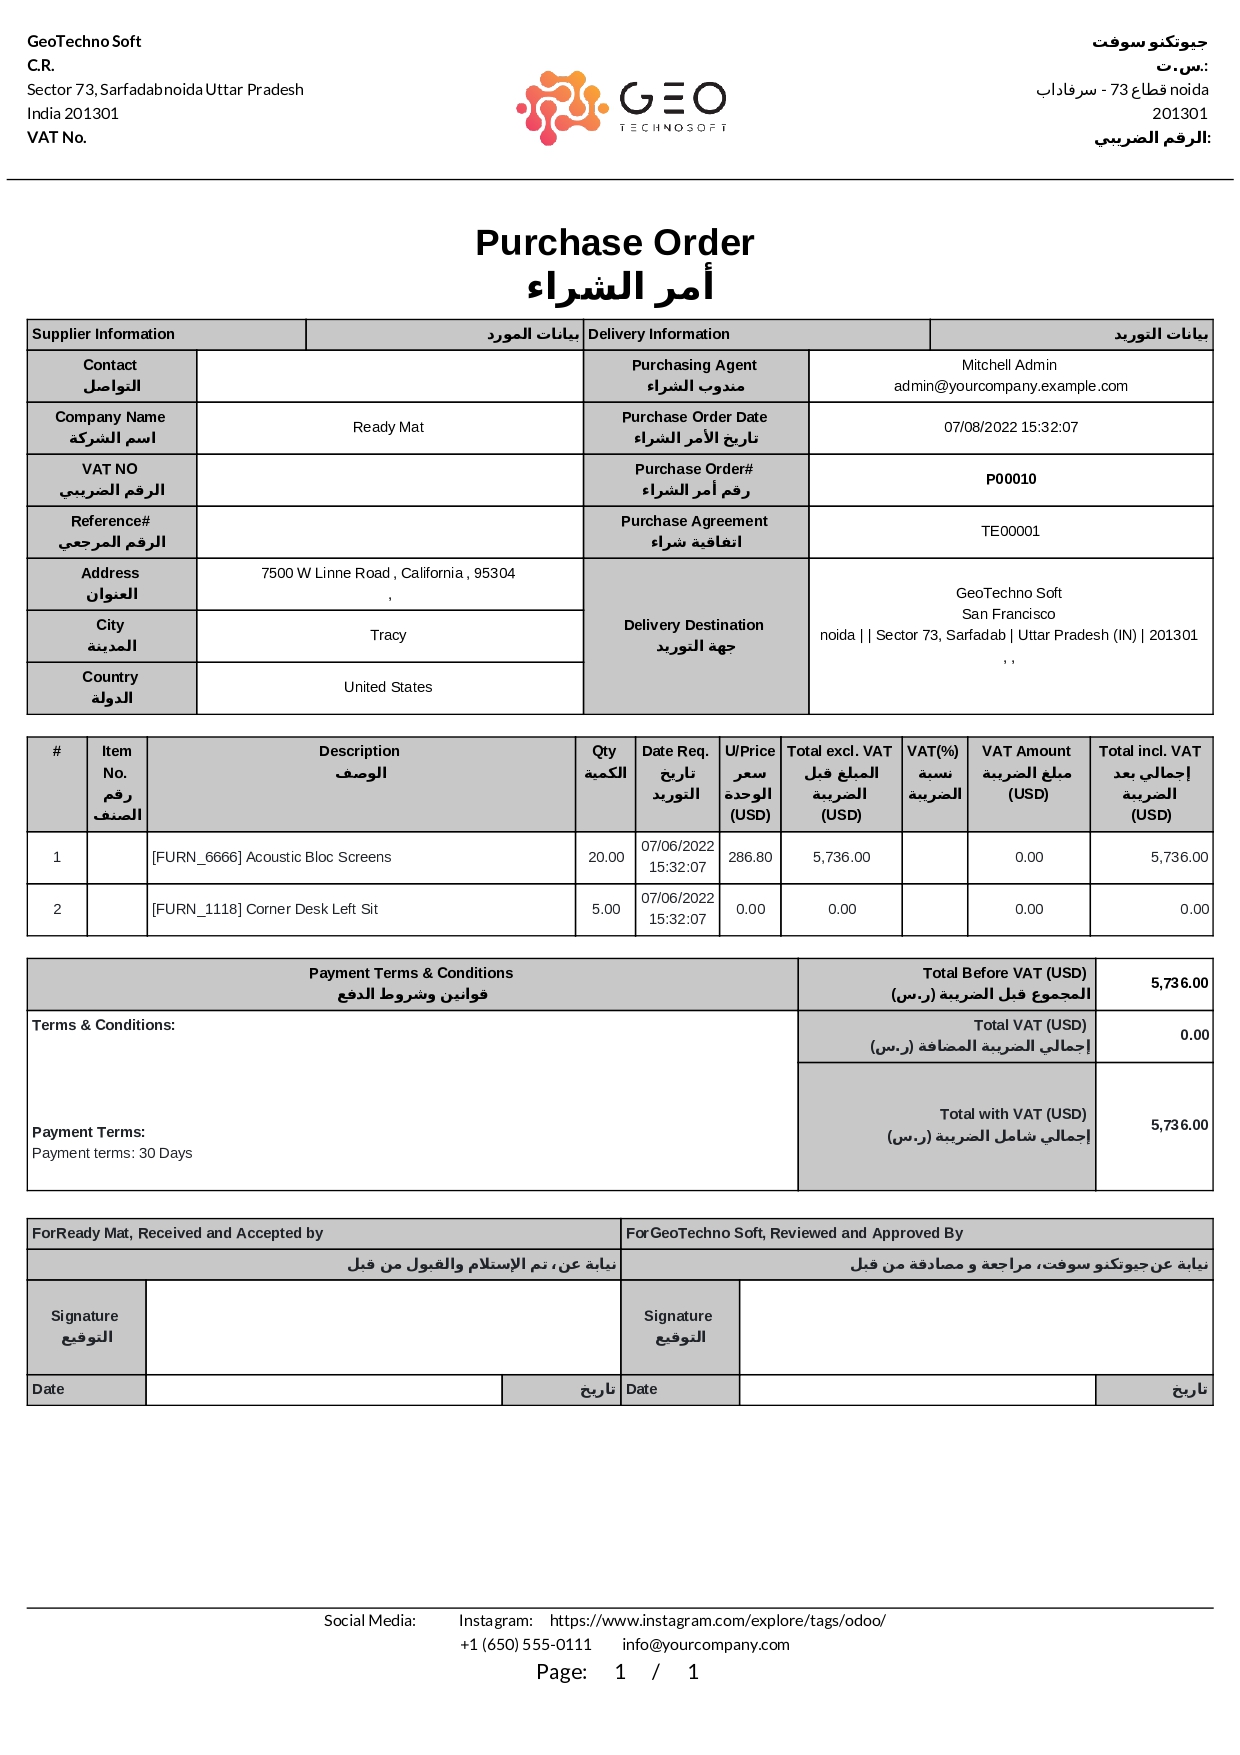 GeoTechno Soft
C.R.
Sector 73, Sarfadab noida Uttar Pradesh
India 201301
VAT No.
GEO
TECHNOSOFT
جيوتكنو سوفت
س.ت.:
قطاع 73 - سرفاداب noida
201301
الرقم الضريبي:
Purchase Order
أمر الشراء
Supplier Information بيانات المورد Delivery Information بيانات التوريد
Contact
التواصل
Purchasing Agent
مندوب الشراء
Mitchell Admin
admin@yourcompany.example.com
Company Name
اسم الشركة
Ready Mat
Purchase Order Date
تاريخ الأمر الشراء
07/08/2022 15:32:07
VAT NO
الرقم الضريبي
Purchase Order#
رقم أمر الشراء
P00010
Reference#
الرقم المرجعي
Purchase Agreement
اتفاقية شراء
TE00001
Address
العنوان
7500 W Linne Road , California , 95304
,
City
المدينة
Tracy
Country
الدولة
United States
Delivery Destination
جهة التوريد
GeoTechno Soft
San Francisco
noida | | Sector 73, Sarfadab | Uttar Pradesh (IN) | 201301
, ,
#
Item
No.
رقم
الصنف
Description
الوصف
Qty
الكمية
Date Req.
تاريخ
التوريد
U/Price
سعر
الوحدة
(USD)
Total excl. VAT
المبلغ قبل
الضريبة
(USD)
VAT(%)
نسبة
الضريبة
VAT Amount
مبلغ الضريبة
(USD)
Total incl. VAT
إجمالي بعد
الضريبة
(USD)
1 [FURN_6666] Acoustic Bloc Screens 20.00 07/06/2022 15:32:07 286.80 5,736.00 0.00 5,736.00
2 [FURN_1118] Corner Desk Left Sit 5.00 07/06/2022 15:32:07 0.00 0.00 0.00 0.00
Payment Terms & Conditions
قوانين وشروط الدفع
Total Before VAT (USD)
المجموع قبل الضريبة (ر.س)
5,736.00
Terms & Conditions:
Total VAT (USD)
إجمالي الضريبة المضافة (ر.س)
0.00
Payment Terms:
Payment terms: 30 Days
Total with VAT (USD)
إجمالي شامل الضريبة (ر.س)
5,736.00
ForReady Mat, Received and Accepted by
ForGeoTechno Soft, Reviewed and Approved By
نيابة عن، تم الإستلام والقبول من قبل
نيابة عن جيوتكنو سوفت، مراجعة و مصادقة من قبل
Signature
التوقيع
Signature
التوقيع
Date تاريخ Date تاريخ
Social Media: Instagram: https://www.instagram.com/explore/tags/odoo/
+1 (650) 555-0111 info@yourcompany.com
Page: 1 / 1